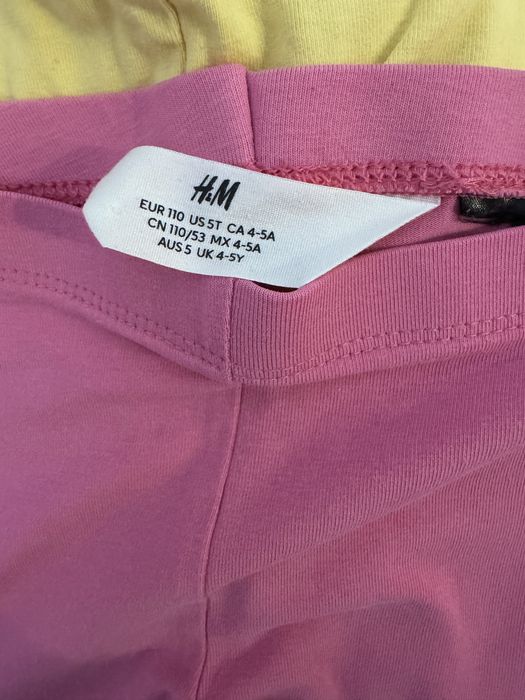 H&M
EUR 110 US 5T CA 4-5A
CN 110/53 MX 4-5A
AUS 5 UK 4-5Y